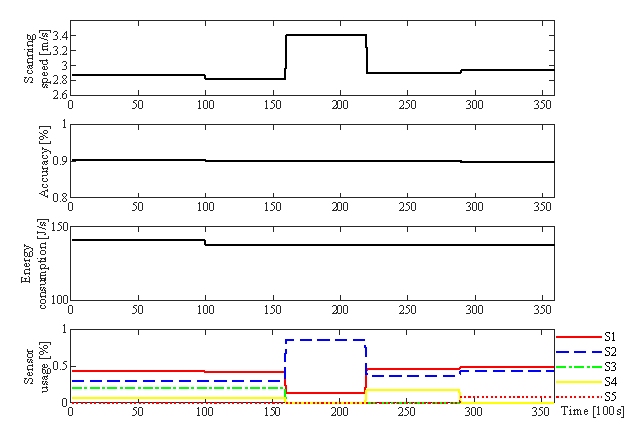 Scanning
speed [m/s]
3.4
3.2
3
2.8
2.6
0 50 100 150 200 250 300 350
Accuracy [%]
1
0.9
0.8
0 50 100 150 200 250 300 350
Energy
consumption [J/s]
150
100
0 50 100 150 200 250 300 350
Sensor
usage [%]
1
0.5
0
0 50 100 150 200 250 300 350
Time [100s]
S1
S2
S3
S4
S5